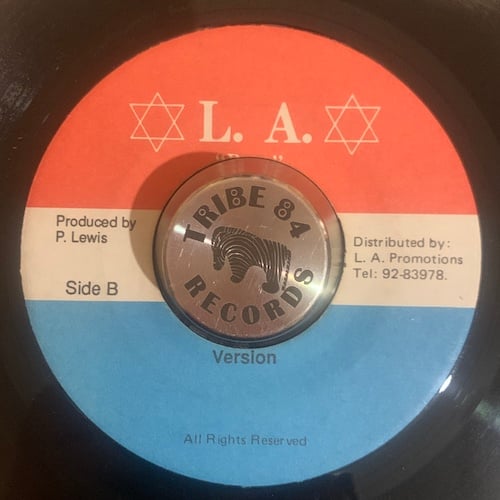 L. A.
Produced by
P. Lewis
Side B
TRIBE 84
RECORDS
Distributed by:
L. A. Promotions
Tel: 92-83978.
Version
All Rights Reserved